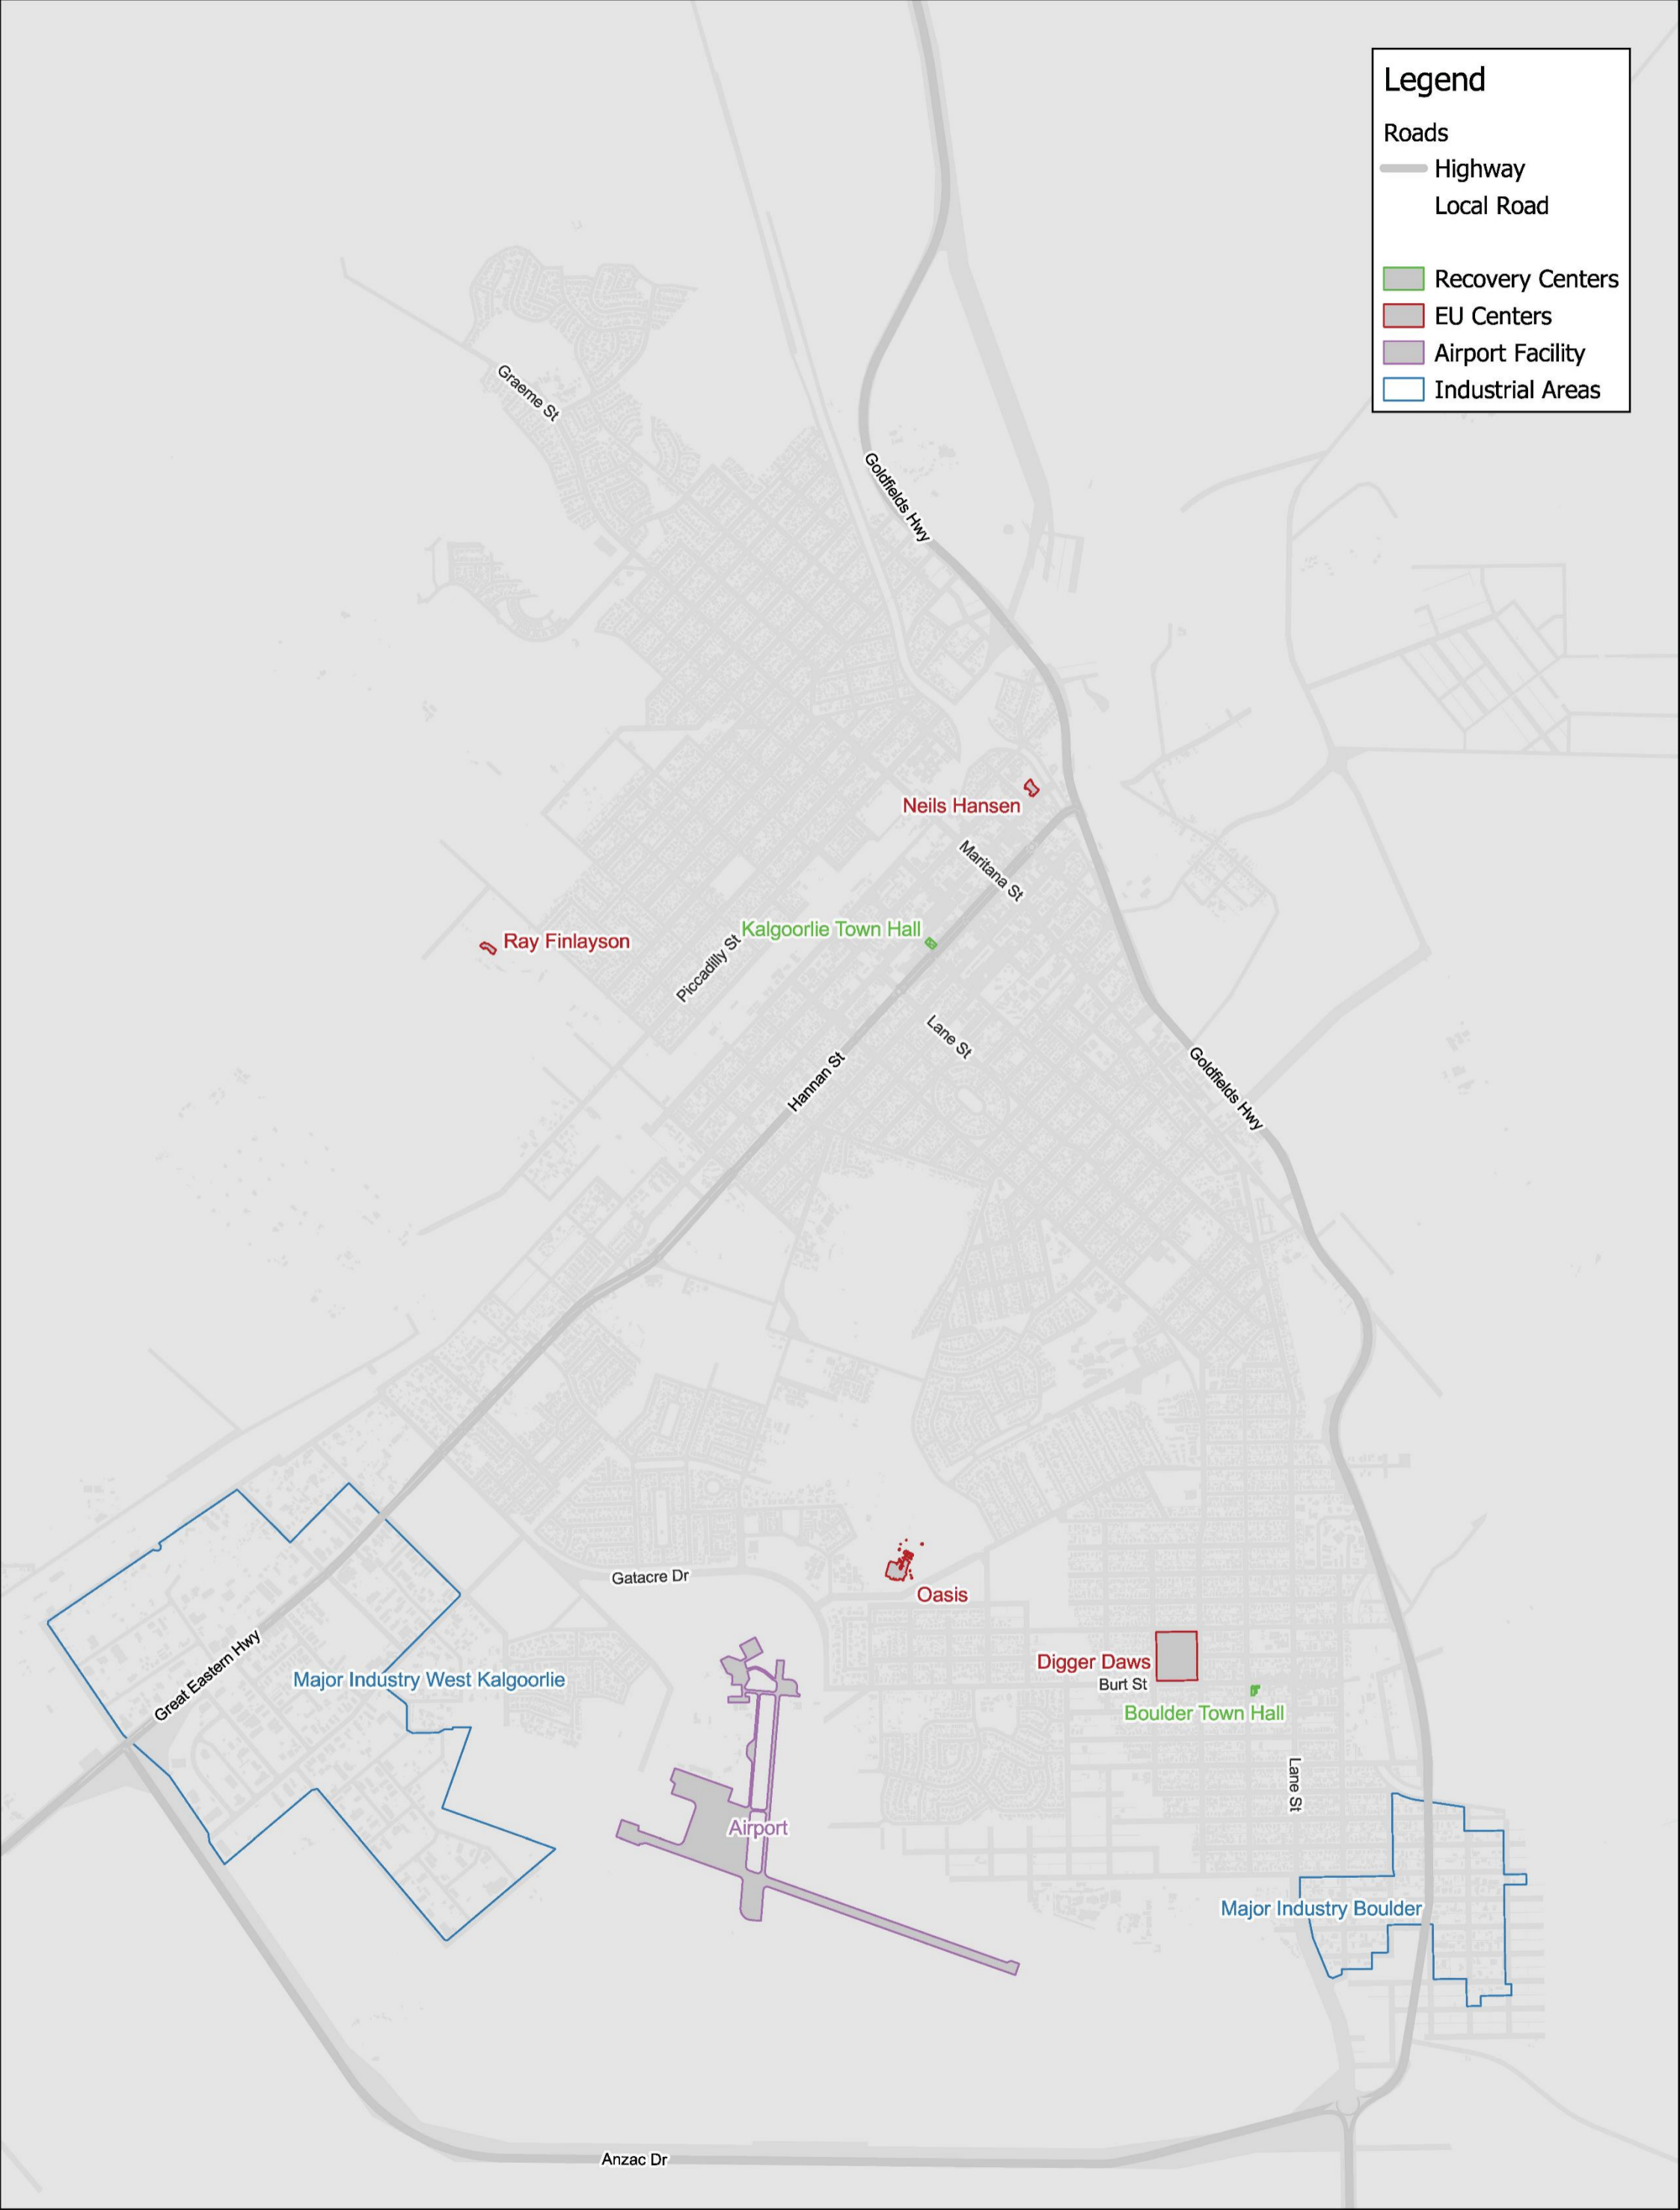 Legend
Roads
Highway
Local Road
Recovery Centers
EU Centers
Airport Facility
Industrial Areas
Graeme St
Goldfields Hwy
Neils Hansen
Maritana St
Kalgoorlie Town Hall
Ray Finlayson
Piccadilly St
Lane St
Hannan St
Goldfields Hwy
Gatacre Dr
Oasis
Great Eastern Hwy
Major Industry West Kalgoorlie
Digger Daws
Burt St
Boulder Town Hall
Lane St
Airport
Major Industry Boulder
Anzac Dr